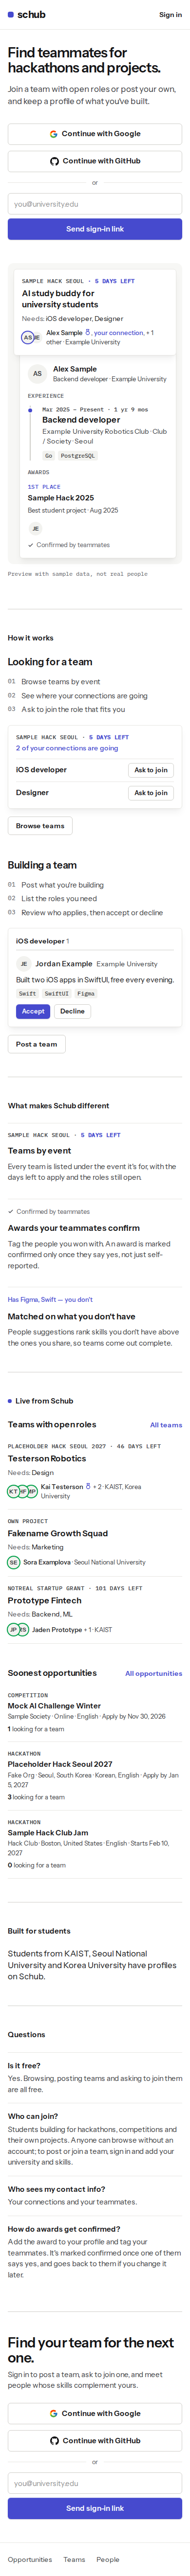 schub
Sign in
Find teammates for
hackathons and projects.
Join a team with open roles or post your own,
and keep a profile of what you've built.
Continue with Google
Continue with GitHub
or
you@university.edu
Send sign-in link
SAMPLE HACK SEOUL · 5 DAYS LEFT
AI study buddy for
university students
Needs: iOS developer, Designer
AS
Alex Sample
, your connection, + 1
other · Example University
AS
Alex Sample
Backend developer · Example University
EXPERIENCE
Mar 2025 — Present · 1 yr 9 mos
Backend developer
Example University Robotics Club · Club
/ Society · Seoul
Go
PostgreSQL
AWARDS
1ST PLACE
Sample Hack 2025
Best student project · Aug 2025
JE
Confirmed by teammates
Preview with sample data, not real people
How it works
Looking for a team
01 Browse teams by event
02 See where your connections are going
03 Ask to join the role that fits you
SAMPLE HACK SEOUL · 5 DAYS LEFT
2 of your connections are going
iOS developer
Ask to join
Designer
Ask to join
Browse teams
Building a team
01 Post what you're building
02 List the roles you need
03 Review who applies, then accept or decline
iOS developer 1
JE
Jordan Example Example University
Built two iOS apps in SwiftUI, free every evening.
Swift
SwiftUI
Figma
Accept
Decline
Post a team
What makes Schub different
SAMPLE HACK SEOUL · 5 DAYS LEFT
Teams by event
Every team is listed under the event it's for, with the
days left to apply and the roles still open.
Confirmed by teammates
Awards your teammates confirm
Tag the people you won with. An award is marked
confirmed only once they say yes, not just self-
reported.
Has Figma, Swift — you don't
Matched on what you don't have
People suggestions rank skills you don't have above
the ones you share, so teams come out complete.
Live from Schub
Teams with open roles
All teams
PLACEHOLDER HACK SEOUL 2027 · 46 DAYS LEFT
Testerson Robotics
Needs: Design
KT
Kai Testerson
+ 2 · KAIST, Korea
University
OWN PROJECT
Fakename Growth Squad
Needs: Marketing
SE
Sora Examplova · Seoul National University
NOTREAL STARTUP GRANT · 101 DAYS LEFT
Prototype Fintech
Needs: Backend, ML
JP
Jaden Prototype + 1 · KAIST
Soonest opportunities
All opportunities
COMPETITION
Mock AI Challenge Winter
Sample Society · Online · English · Apply by Nov 30, 2026
1 looking for a team
HACKATHON
Placeholder Hack Seoul 2027
Fake Org · Seoul, South Korea · Korean, English · Apply by Jan
5, 2027
3 looking for a team
HACKATHON
Sample Hack Club Jam
Hack Club · Boston, United States · English · Starts Feb 10,
2027
0 looking for a team
Built for students
Students from KAIST, Seoul National
University and Korea University have profiles
on Schub.
Questions
Is it free?
Yes. Browsing, posting teams and asking to join them
are all free.
Who can join?
Students building for hackathons, competitions and
their own projects. Anyone can browse without an
account; to post or join a team, sign in and add your
university and skills.
Who sees my contact info?
Your connections and your teammates.
How do awards get confirmed?
Add the award to your profile and tag your
teammates. It's marked confirmed once one of them
says yes, and goes back to them if you change it
later.
Find your team for the next
one.
Sign in to post a team, ask to join one, and meet
people whose skills complement yours.
Continue with Google
Continue with GitHub
or
you@university.edu
Send sign-in link
Opportunities
Teams
People